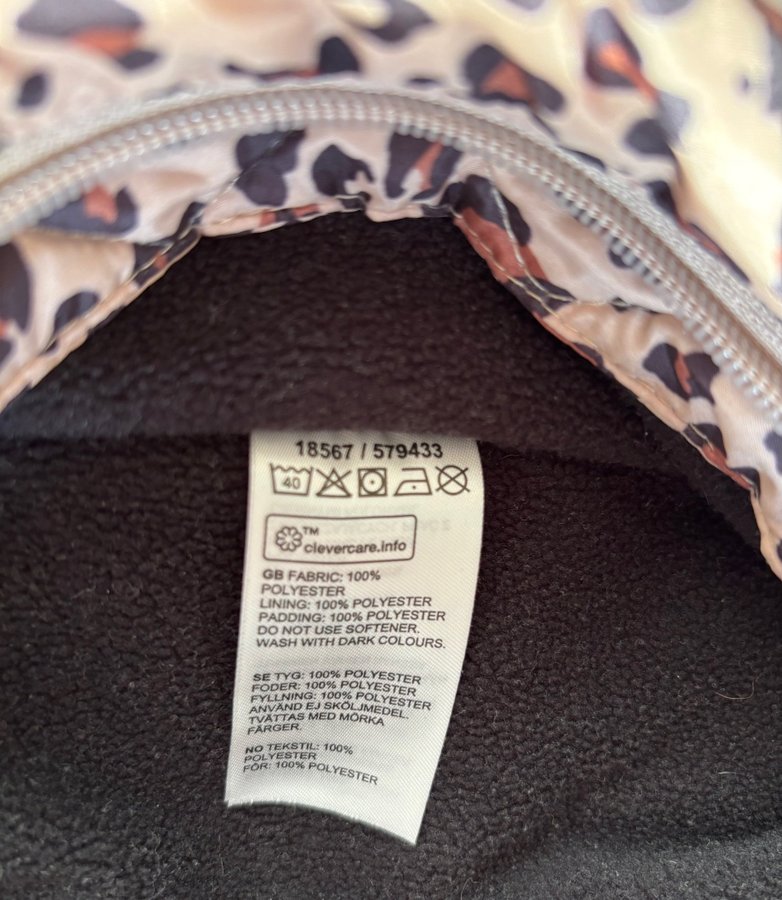 18567 / 579433
40
TM
clevercare.info
GB FABRIC: 100%
POLYESTER
LINING: 100% POLYESTER
PADDING: 100% POLYESTER
DO NOT USE SOFTENER.
WASH WITH DARK COLOURS.
SE TYG: 100% POLYESTER
FODER: 100% POLYESTER
FYLLNING: 100% POLYESTER
ANVÄND EJ SKÖLJMEDEL.
TVÄTTAS MED MÖRKA
FÄRGER.
NO TEKSTIL: 100%
POLYESTER
FÔR: 100% POLYESTER